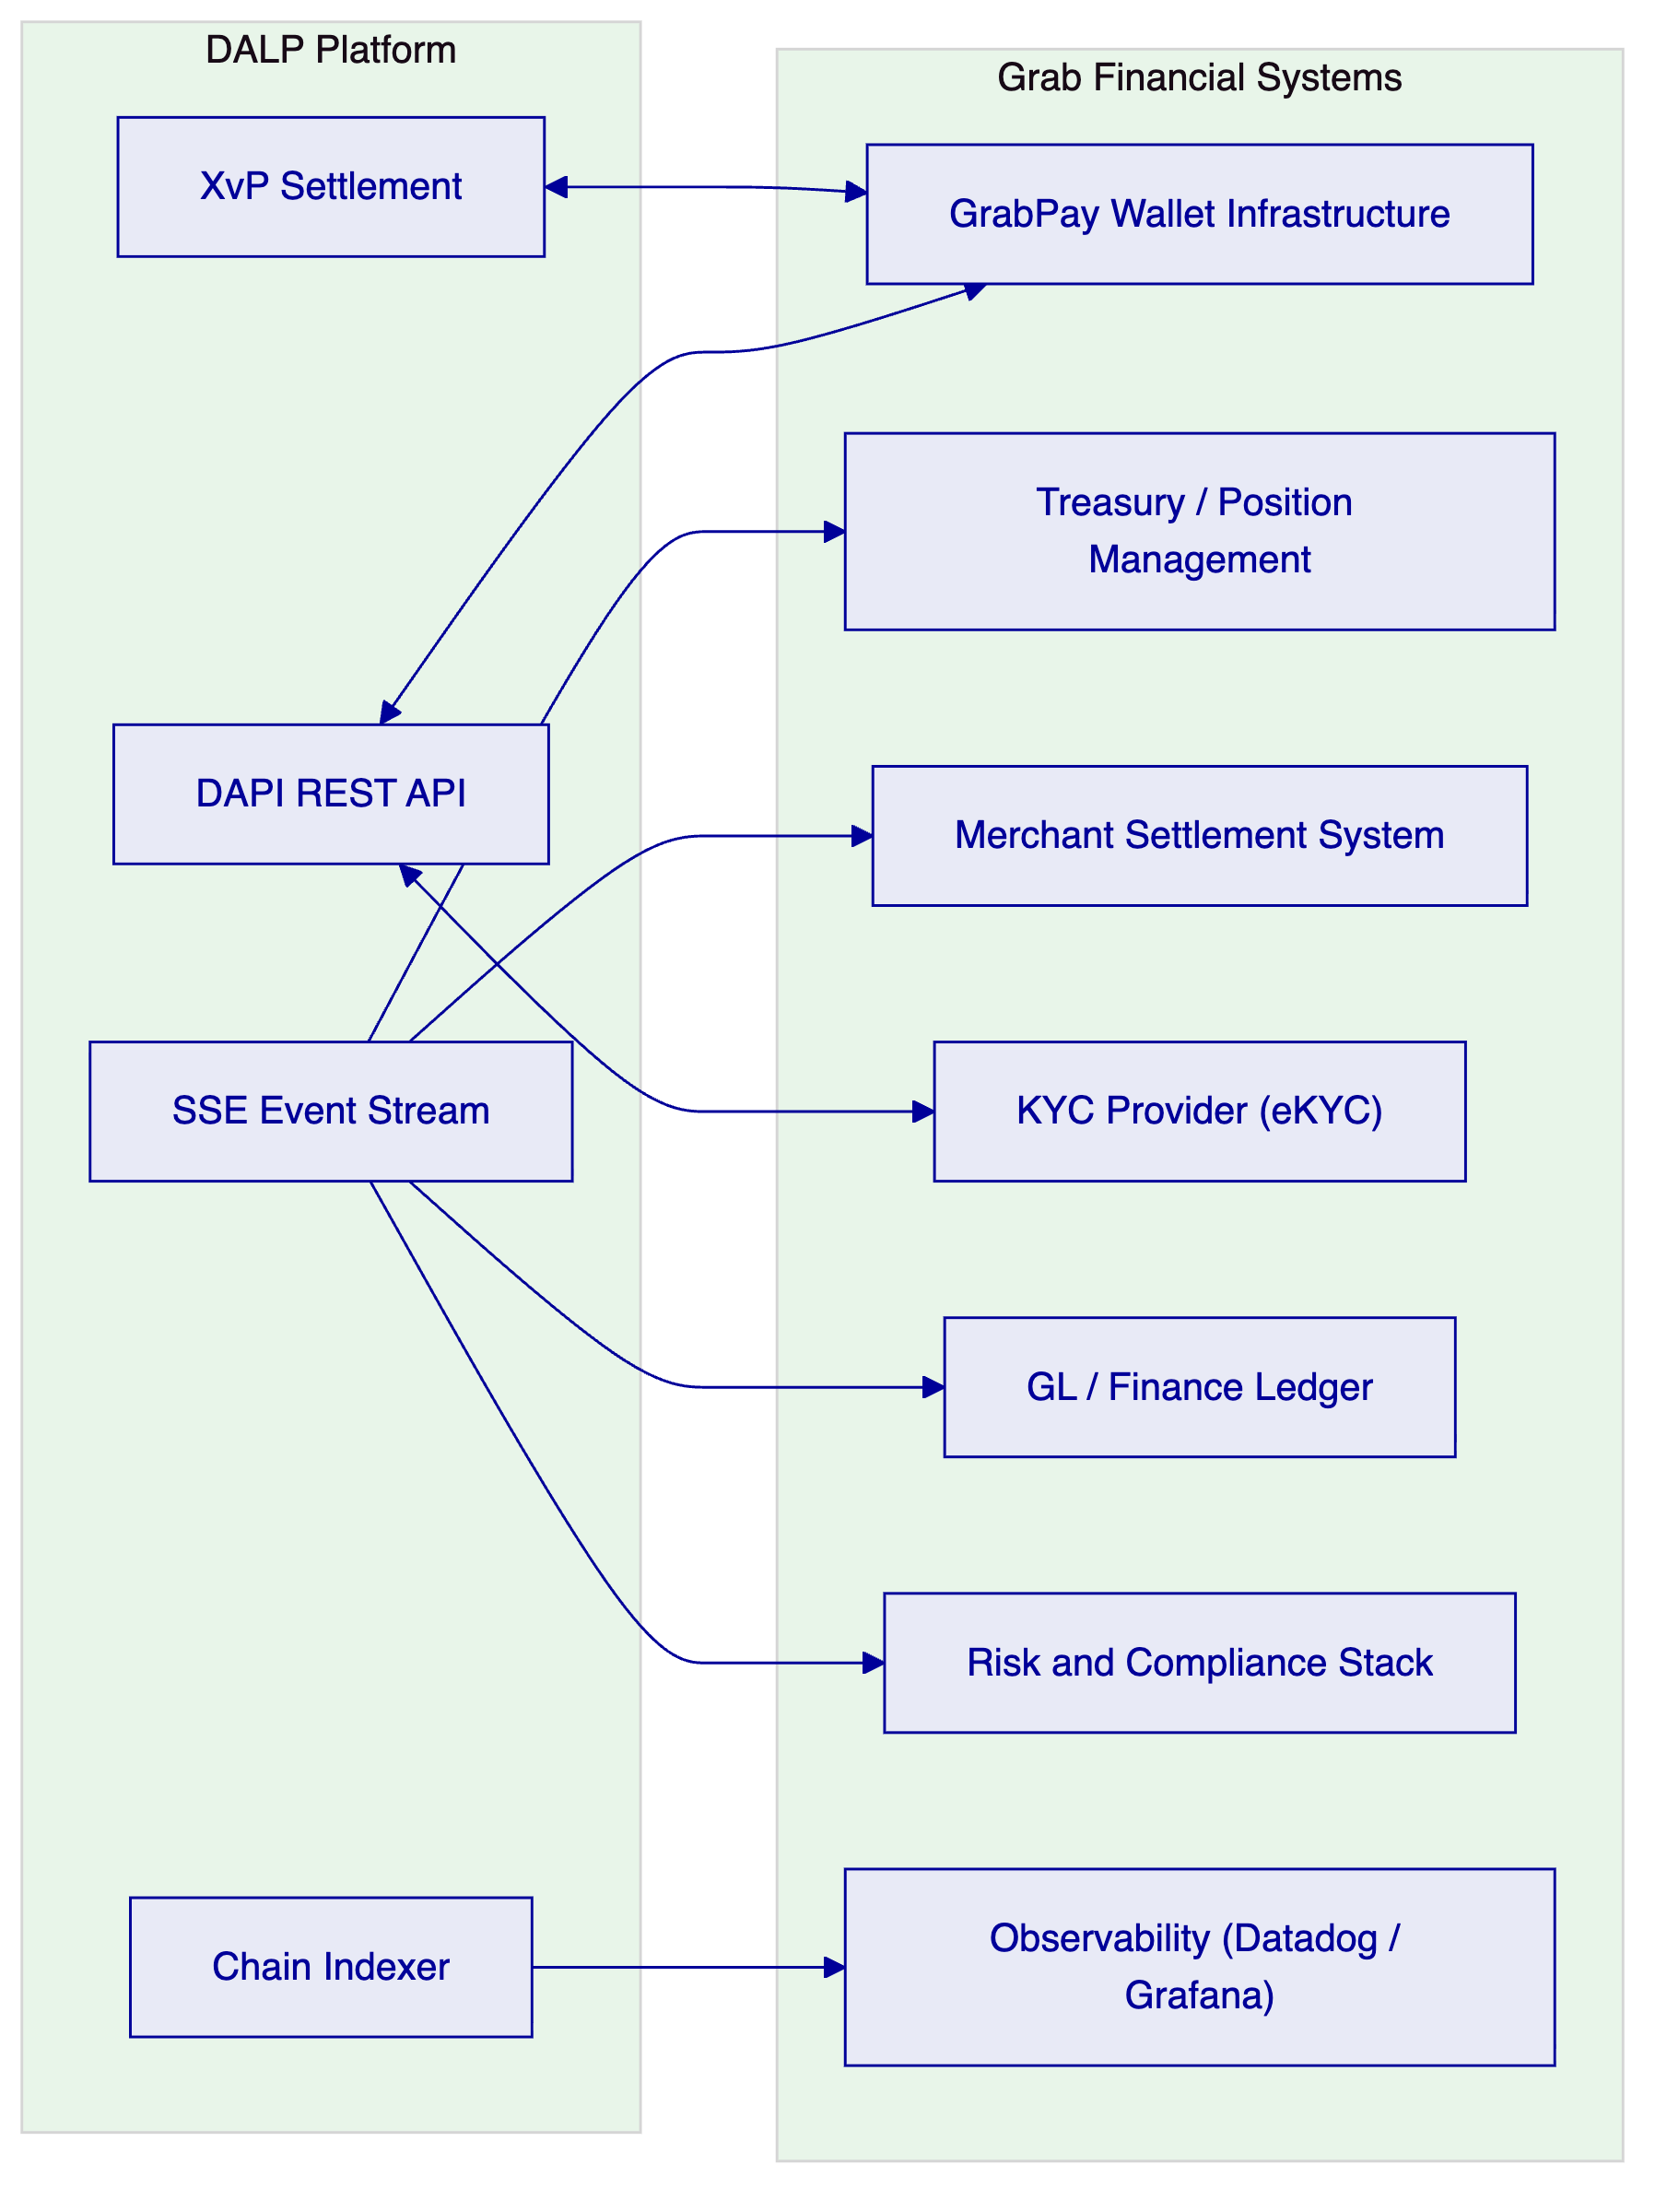 DALP Platform
XvP Settlement
DAPI REST API
SSE Event Stream
Chain Indexer
Grab Financial Systems
GrabPay Wallet Infrastructure
Treasury / Position
Management
Merchant Settlement System
KYC Provider (eKYC)
GL / Finance Ledger
Risk and Compliance Stack
Observability (Datadog /
Grafana)